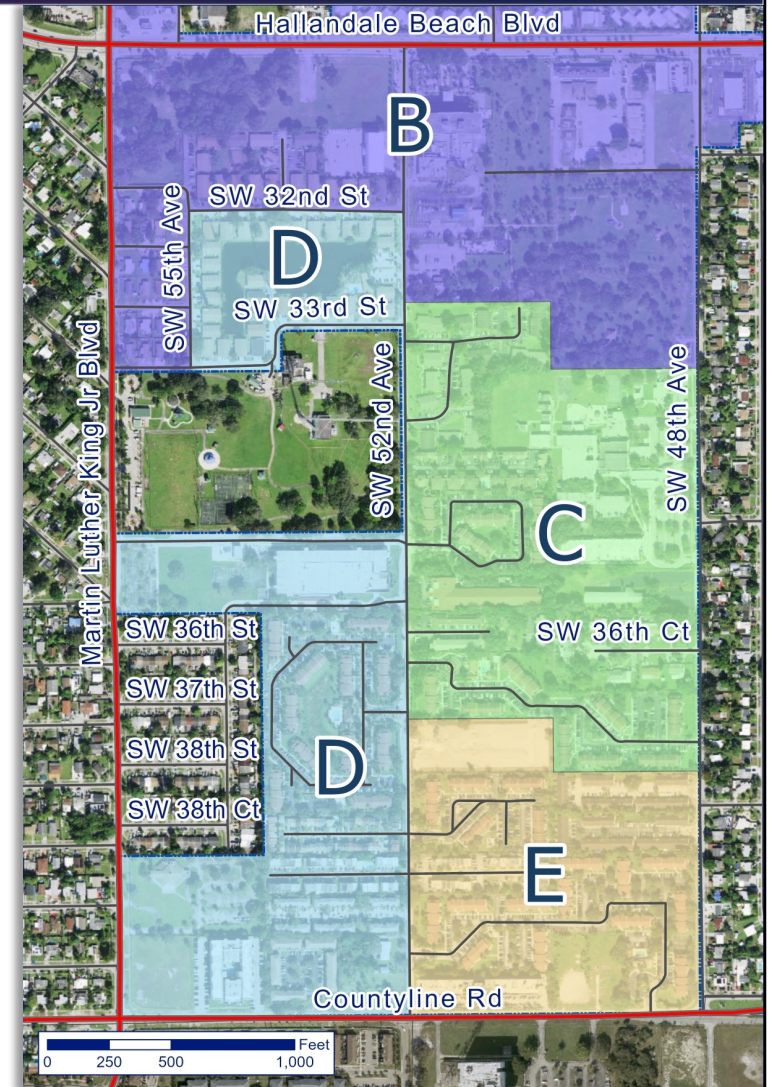 Hallandale Beach Blvd
B
SW 32nd St
SW 55th Ave
D
SW 33rd St
Martin Luther King Jr Blvd
SW 52nd Ave
SW 48th Ave
C
SW 36th St
SW 36th Ct
SW 37th St
SW 38th St
D
SW 38th Ct
E
Countyline Rd
Feet
0 250 500 1,000